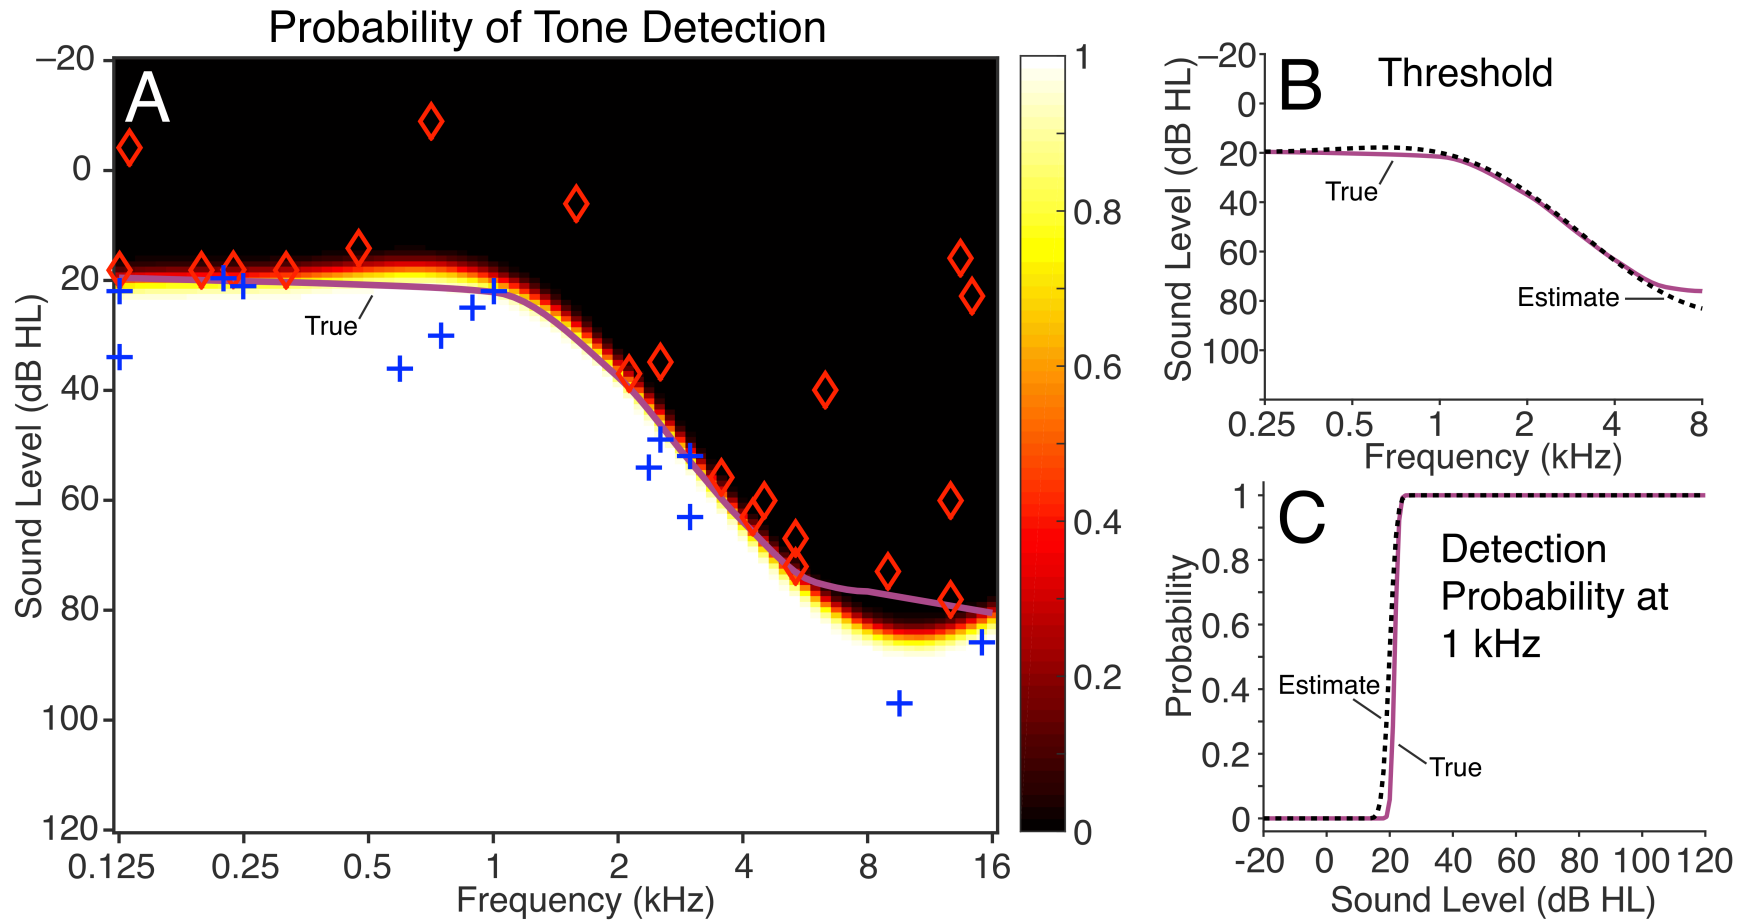 Probability of Tone Detection
A
−20
0
20
40
60
80
100
120
Sound Level (dB HL)
True
0.125 0.25 0.5 1 2 4 8 16
Frequency (kHz)
1
0.8
0.6
0.4
0.2
0
B
Threshold
−20
0
20
40
60
80
100
Sound Level (dB HL)
True
Estimate
0.25 0.5 1 2 4 8
Frequency (kHz)
C
Detection
Probability at
1 kHz
1
0.8
0.6
0.4
0.2
0
Probability
Estimate
True
-20 0 20 40 60 80 100 120
Sound Level (dB HL)